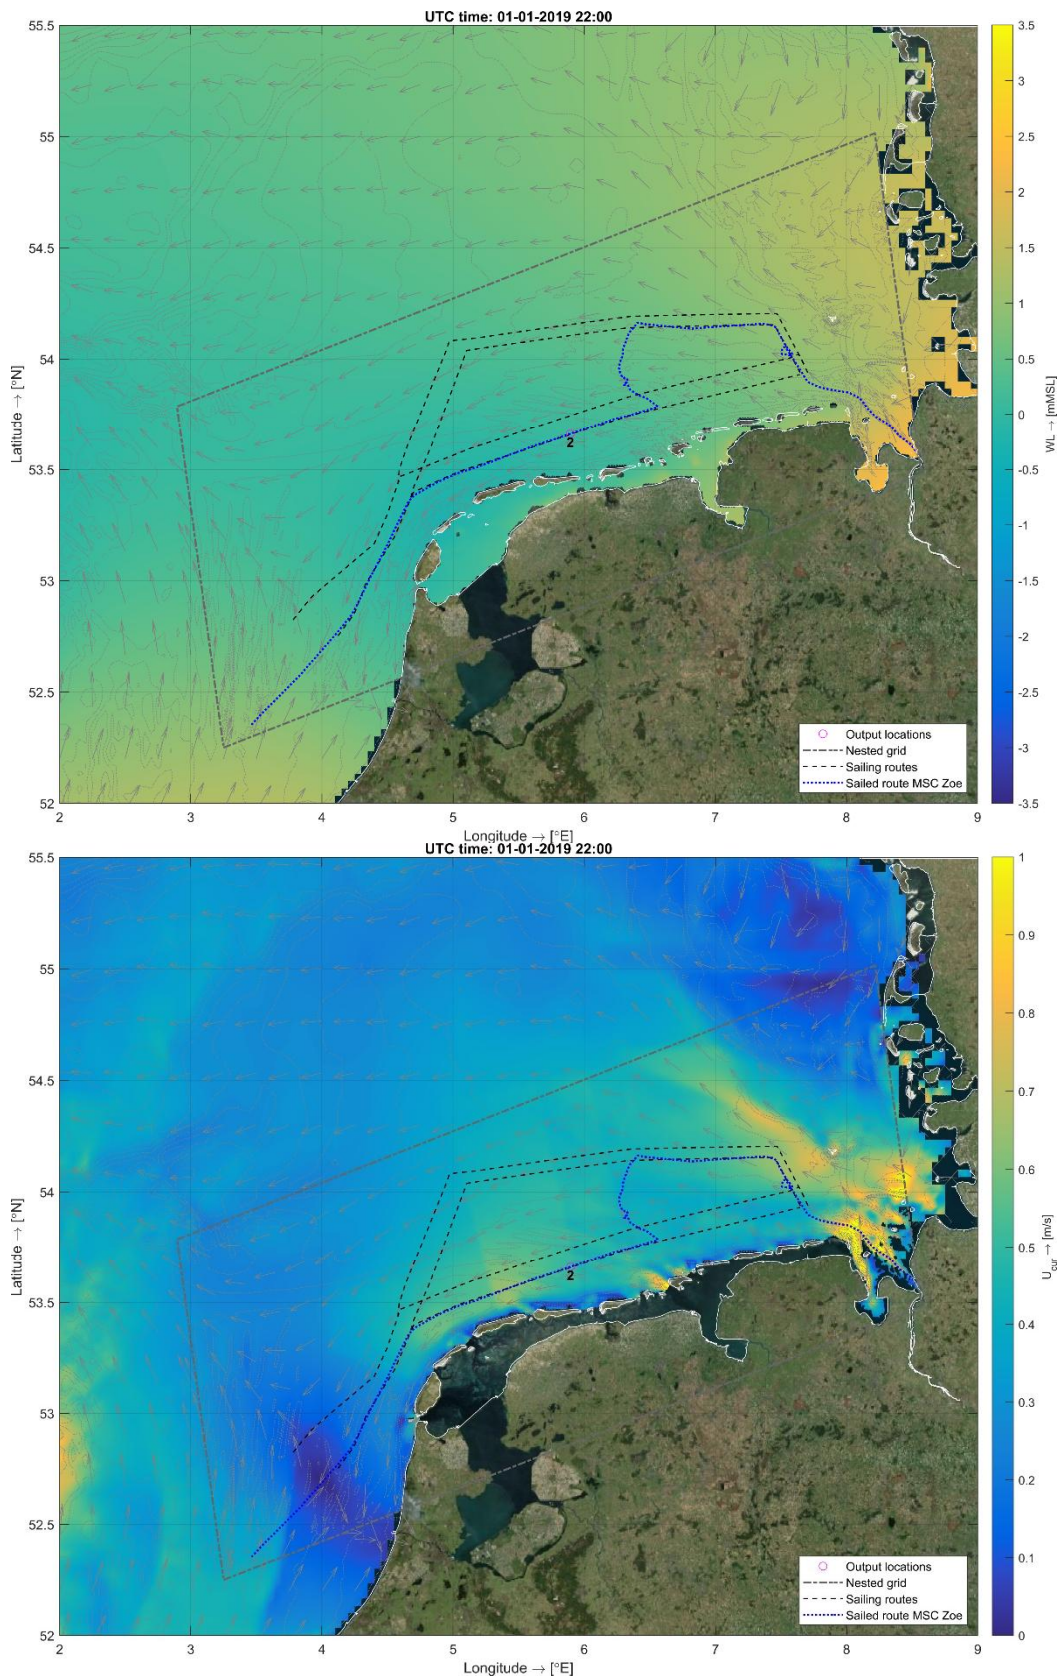 UTC time: 01-01-2019 22:00
55.5
55
54.5
54
53.5
53
52.5
52
Latitude → [°N]
2 3 4 5 6 7 8 9
Longitude → [°E]
2
Output locations
Nested grid
Sailing routes
Sailed route MSC Zoe
3.5
3
2.5
2
1.5
1
0.5
0
-0.5
-1
-1.5
-2
-2.5
-3
-3.5
WL → [mMSL]
UTC time: 01-01-2019 22:00
55.5
55
54.5
54
53.5
53
52.5
52
Latitude → [°N]
2 3 4 5 6 7 8 9
Longitude → [°E]
2
Output locations
Nested grid
Sailing routes
Sailed route MSC Zoe
1
0.9
0.8
0.7
0.6
0.5
0.4
0.3
0.2
0.1
0
U_cur → [m/s]